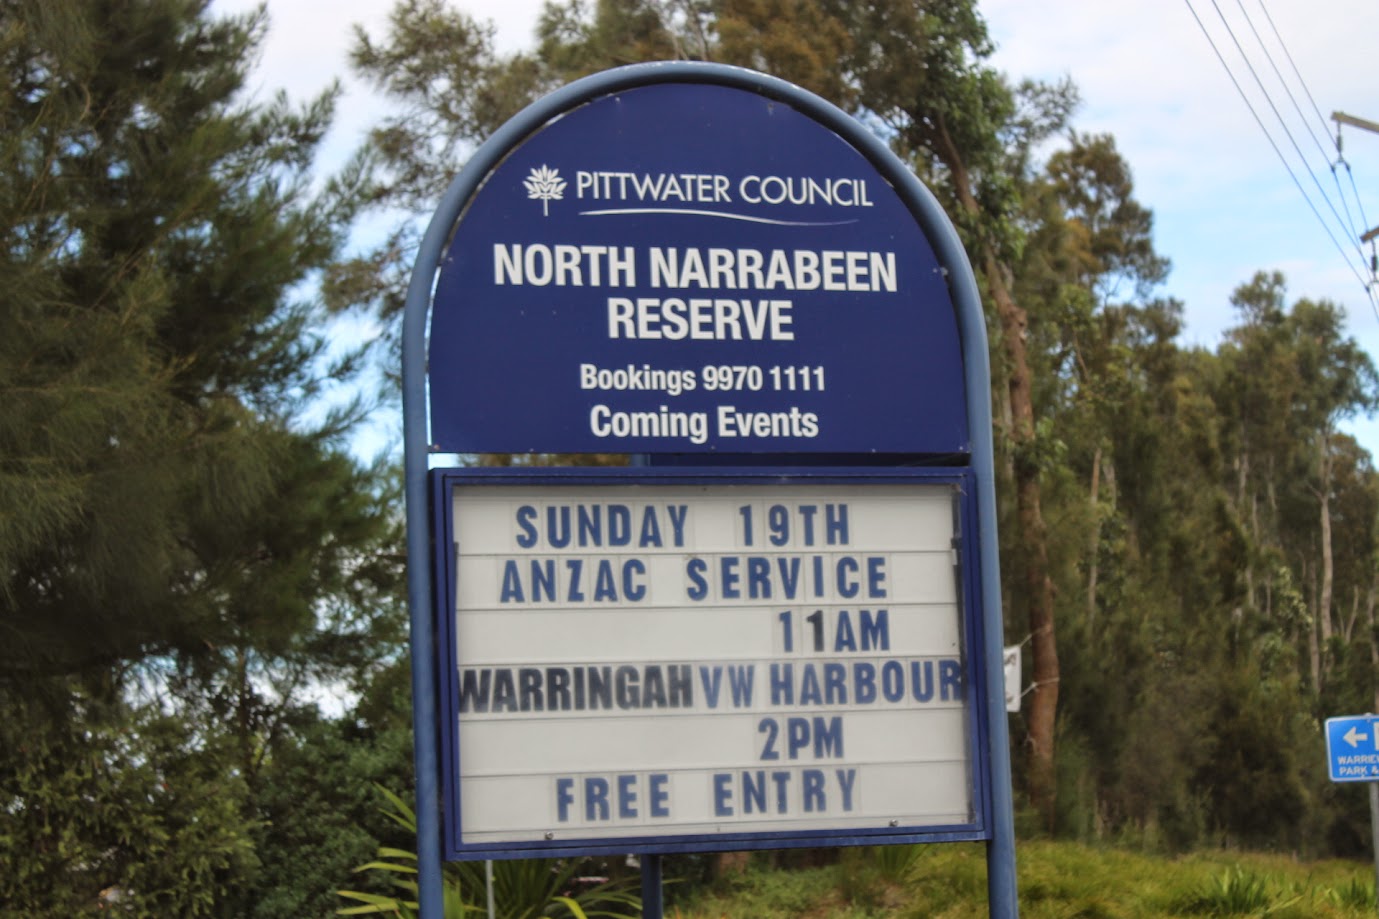 PITTWATER COUNCIL
NORTH NARRABEEN
RESERVE
Bookings 9970 1111
Coming Events
SUNDAY 19TH
ANZAC SERVICE
11AM
WARRINGAH VW HARBOUR
2PM
FREE ENTRY
PARK &